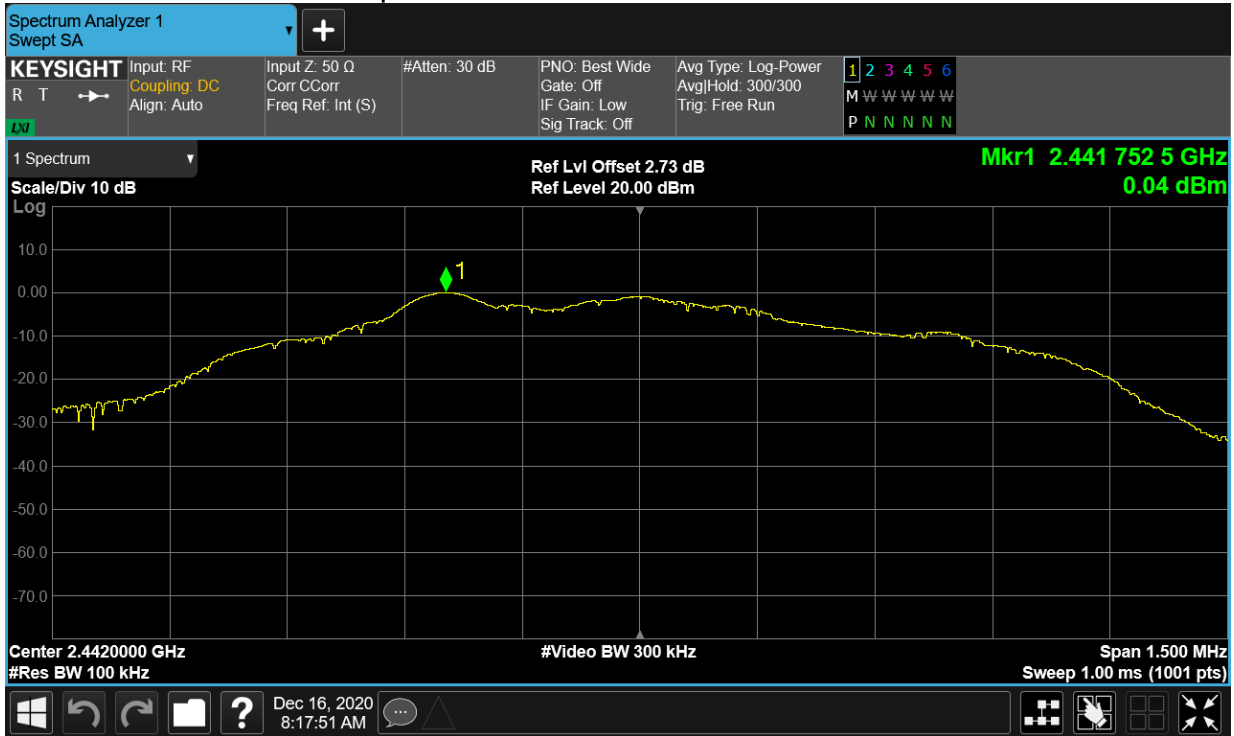 Spectrum Analyzer 1
Swept SA
KEYSIGHT
R T
LXI
Input: RF
Coupling: DC
Align: Auto
Input Z: 50 Ω
Corr CCorr
Freq Ref: Int (S)
#Atten: 30 dB
PNO: Best Wide
Gate: Off
IF Gain: Low
Sig Track: Off
Avg Type: Log-Power
Avg|Hold: 300/300
Trig: Free Run
1 2 3 4 5 6
M W W W W W
P N N N N N
1 Spectrum
Scale/Div 10 dB
Log
Ref Lvl Offset 2.73 dB
Ref Level 20.00 dBm
Mkr1 2.441 752 5 GHz
0.04 dBm
1
10.0
0.00
-10.0
-20.0
-30.0
-40.0
-50.0
-60.0
-70.0
Center 2.4420000 GHz
#Res BW 100 kHz
#Video BW 300 kHz
Span 1.500 MHz
Sweep 1.00 ms (1001 pts)
?
Dec 16, 2020
8:17:51 AM